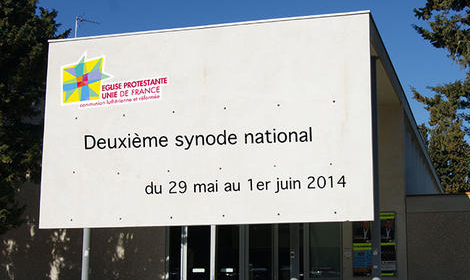 EGLISE PROTESTANTE
UNIE DE FRANCE
communion luthérienne et réformée
Deuxième synode national
du 29 mai au 1er juin 2014